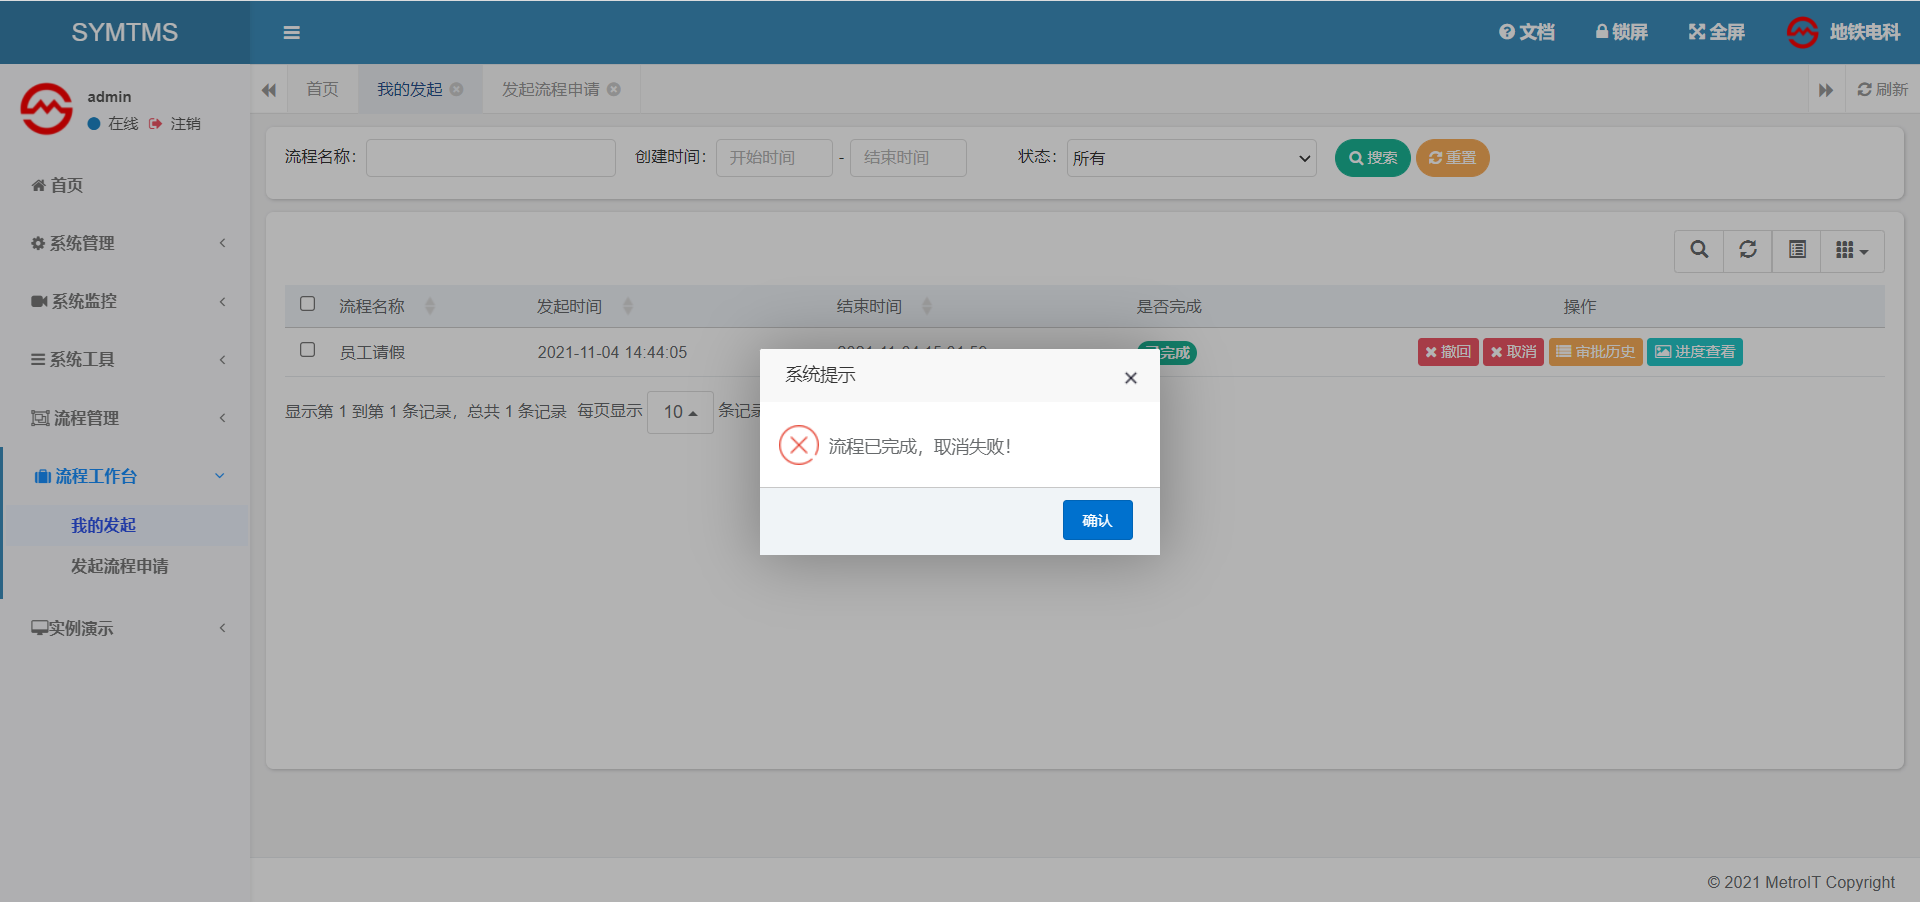 SYMTMS
文档
锁屏
全屏
地铁电科
admin
在线 注销
首页
系统管理
系统监控
系统工具
流程管理
流程工作台
我的发起
发起流程申请
实例演示
首页 我的发起 发起流程申请 刷新
流程名称： 创建时间： 开始时间 - 结束时间 状态： 所有 搜索 重置
流程名称 发起时间 结束时间 是否完成 操作
员工请假 2021-11-04 14:44:05 完成 撤回 取消 审批历史 进度查看
显示第 1 到第 1 条记录，总共 1 条记录 每页显示 10 条记录
系统提示
流程已完成，取消失败！
确认
© 2021 MetroIT Copyright